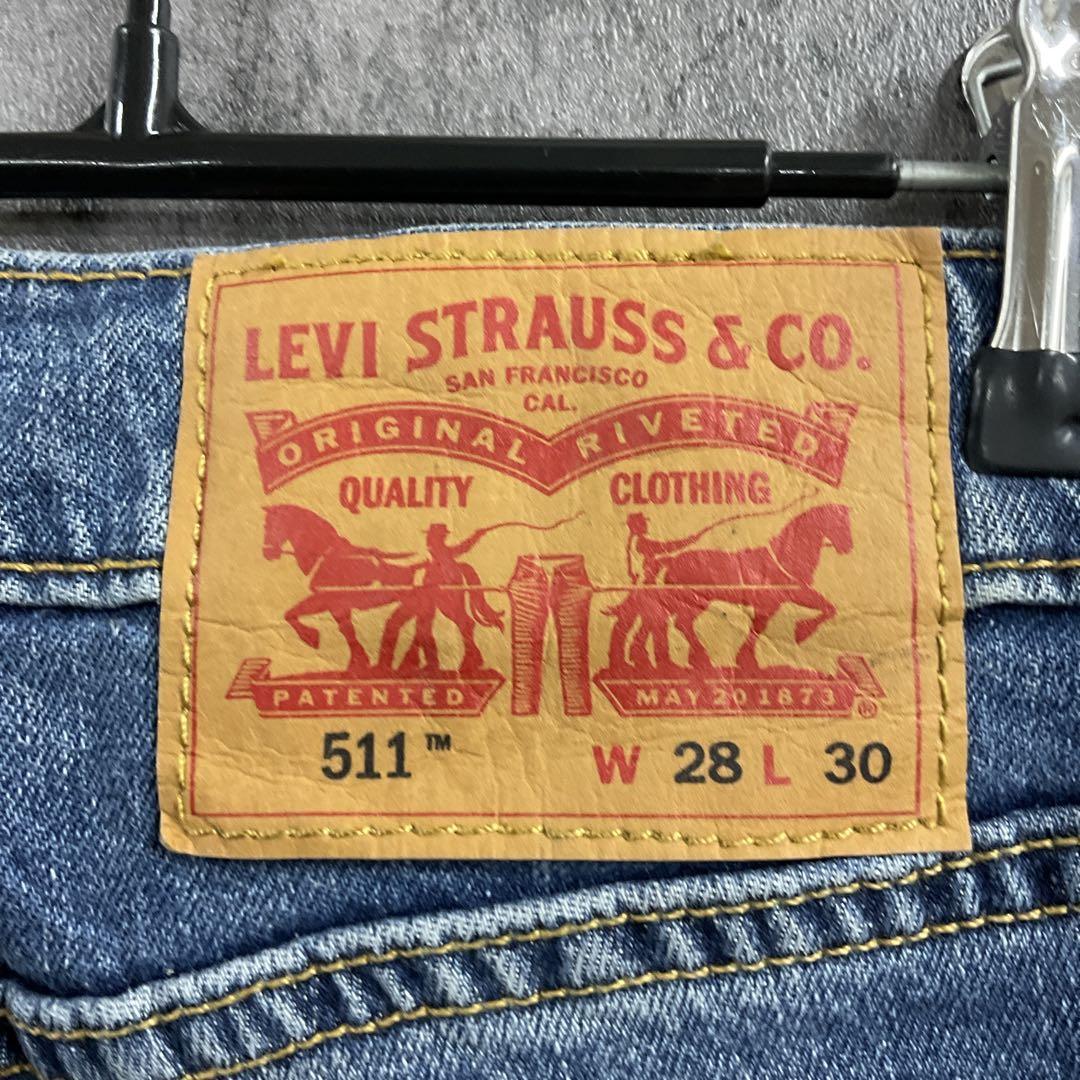 LEVI STRAUSS & CO.
SAN FRANCISCO
CAL.
ORIGINAL RIVETED
QUALITY CLOTHING
PATENTED MAY 20 1873 ®
511™ W 28 L 30